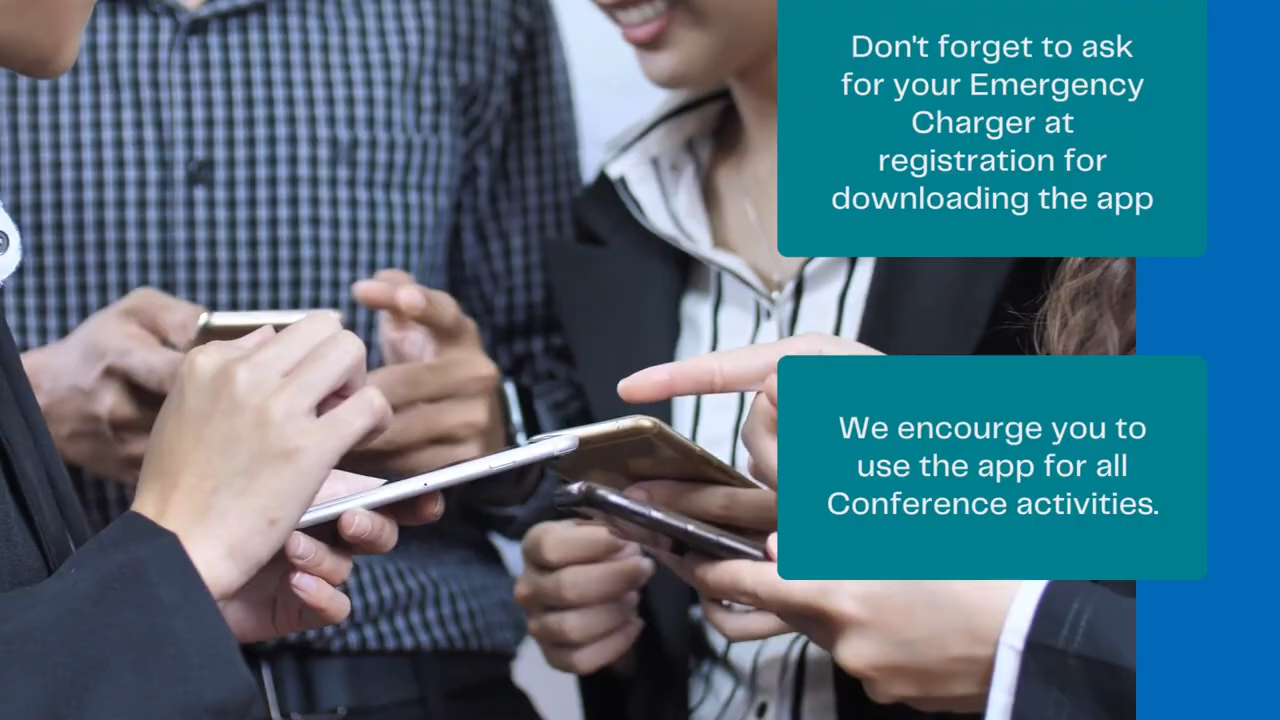 Don't forget to ask
for your Emergency
Charger at
registration for
downloading the app
We encourge you to
use the app for all
Conference activities.